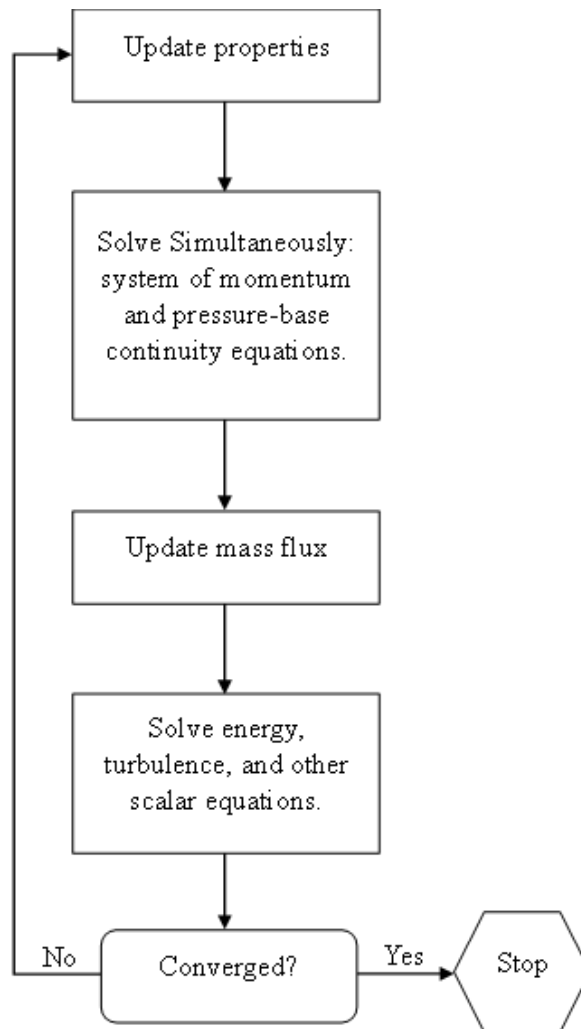 Update properties
Solve Simultaneously:
system of momentum
and pressure-base
continuity equations.
Update mass flux
Solve energy,
turbulence, and other
scalar equations.
No
Converged?
Yes
Stop